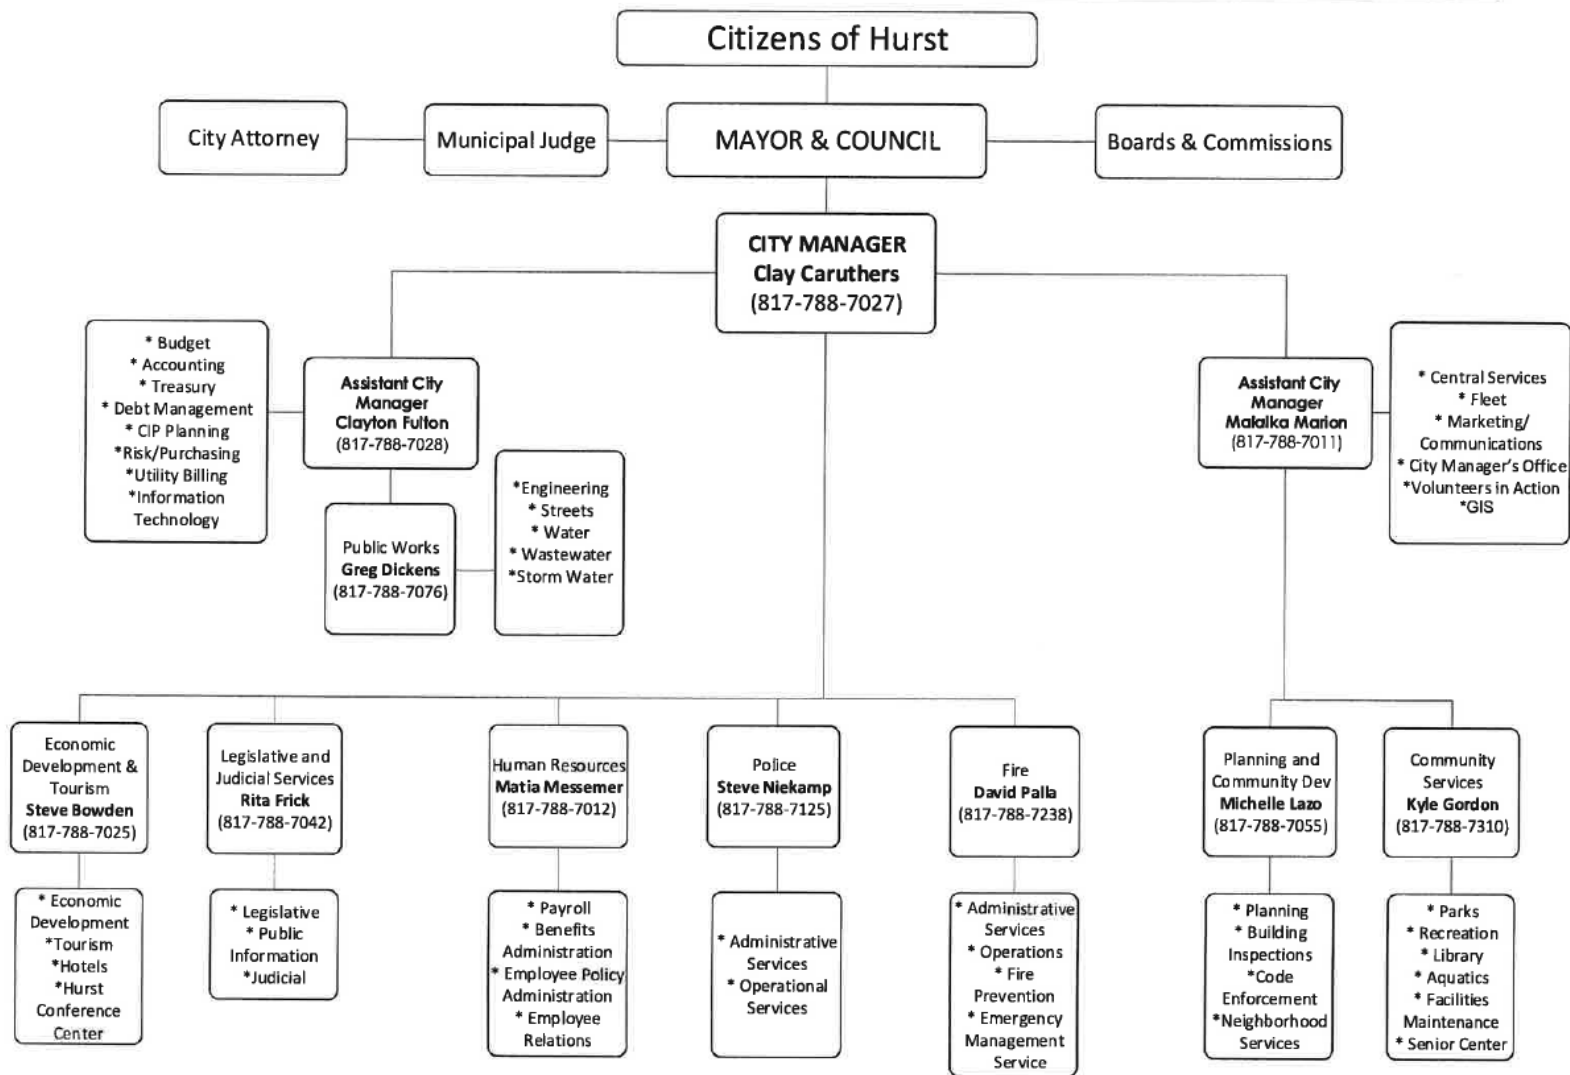 Citizens of Hurst
City Attorney
Municipal Judge
MAYOR & COUNCIL
Boards & Commissions
CITY MANAGER
Clay Caruthers
(817-788-7027)
* Budget
* Accounting
* Treasury
* Debt Management
* CIP Planning
*Risk/Purchasing
*Utility Billing
*Information
Technology
Assistant City
Manager
Clayton Fulton
(817-788-7028)
*Engineering
* Streets
* Water
* Wastewater
*Storm Water
Public Works
Greg Dickens
(817-788-7076)
Assistant City
Manager
Malaika Marion
(817-788-7011)
* Central Services
* Fleet
* Marketing/
Communications
* City Manager's Office
*Volunteers in Action
*GIS
Economic
Development &
Tourism
Steve Bowden
(817-788-7025)
Legislative and
Judicial Services
Rita Frick
(817-788-7042)
Human Resources
Matia Messemer
(817-788-7012)
Police
Steve Niekamp
(817-788-7125)
Fire
David Palla
(817-788-7238)
Planning and
Community Dev
Michelle Lazo
(817-788-7055)
Community
Services
Kyle Gordon
(817-788-7310)
* Economic
Development
*Tourism
*Hotels
*Hurst
Conference
Center
* Legislative
* Public
Information
*Judicial
* Payroll
* Benefits
Administration
* Employee Policy
Administration
* Employee
Relations
* Administrative
Services
* Operational
Services
* Administrative
Services
* Operations
* Fire
Prevention
* Emergency
Management
Service
* Planning
* Building
Inspections
*Code
Enforcement
*Neighborhood
Services
* Parks
* Recreation
* Library
* Aquatics
* Facilities
Maintenance
* Senior Center